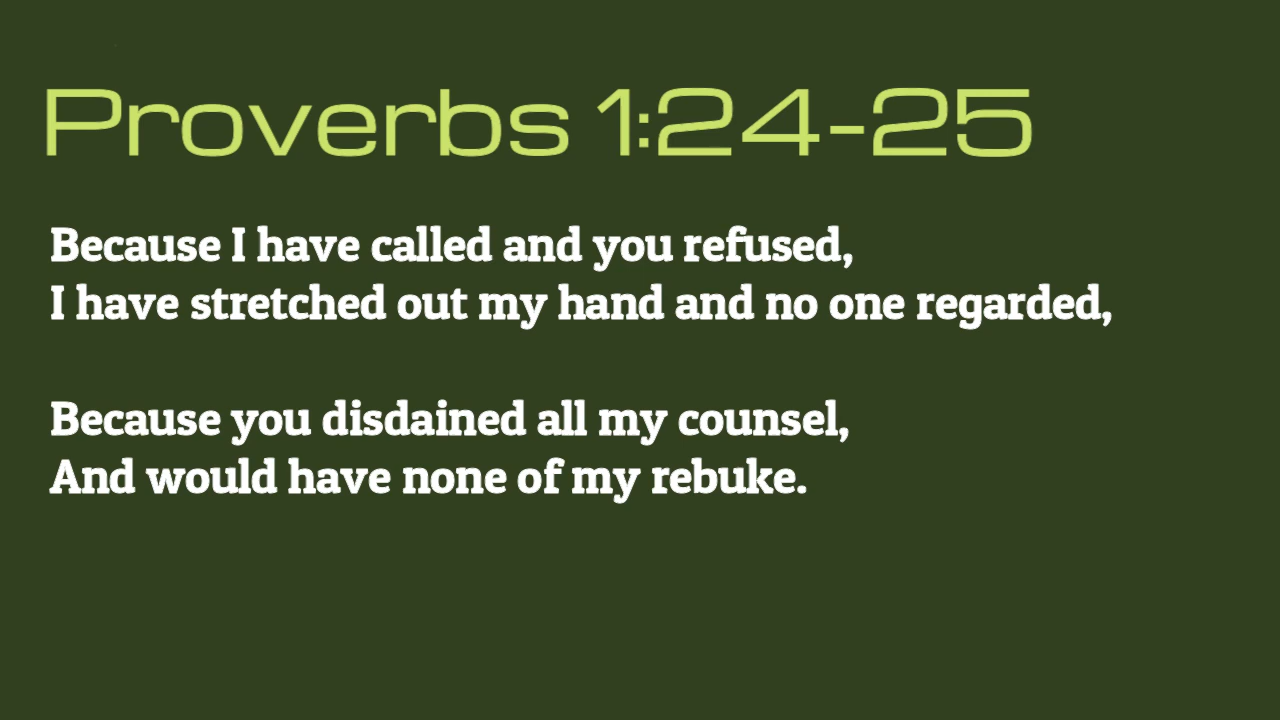 Proverbs 1:24-25
Because I have called and you refused,
I have stretched out my hand and no one regarded,
Because you disdained all my counsel,
And would have none of my rebuke.